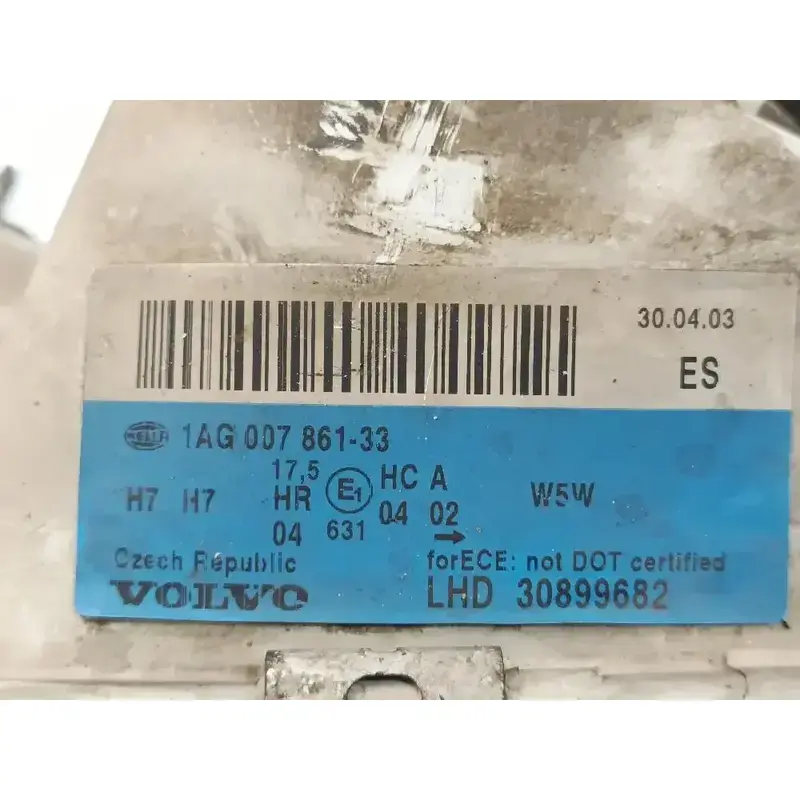 30.04.03
ES
HELLA 1AG 007 861-33
17,5
H7 H7 HR E1 HC A W5W
04 631 04 02 →
Czech Republic forECE: not DOT certified
VOLVO LHD 30899682